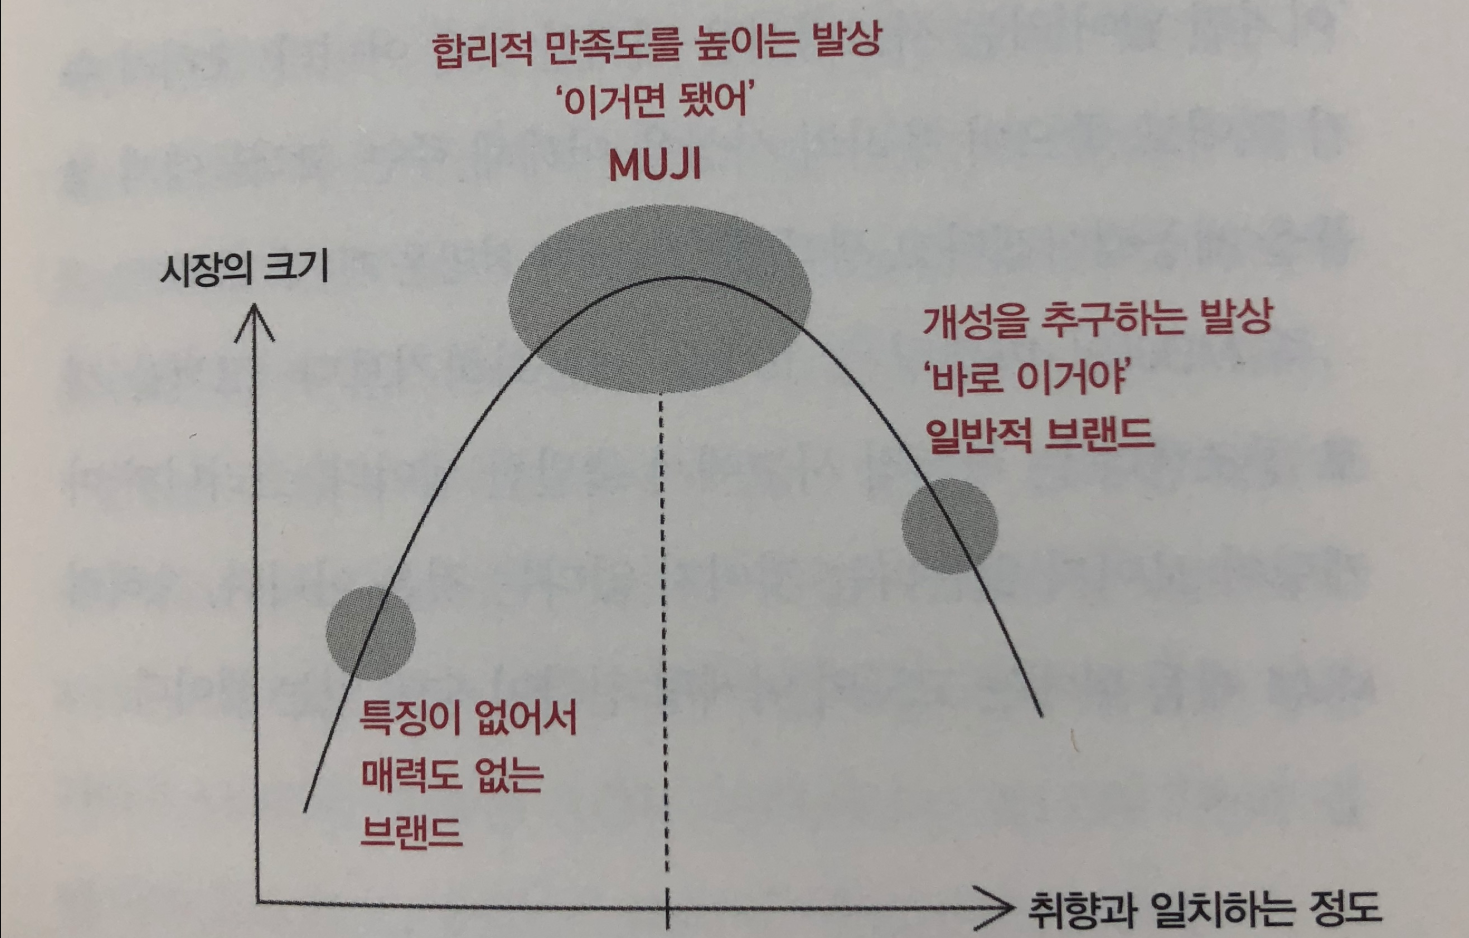 합리적 만족도를 높이는 발상
‘이거면 됐어’
MUJI
시장의 크기
개성을 추구하는 발상
‘바로 이거야’
일반적 브랜드
특징이 없어서
매력도 없는
브랜드
취향과 일치하는 정도